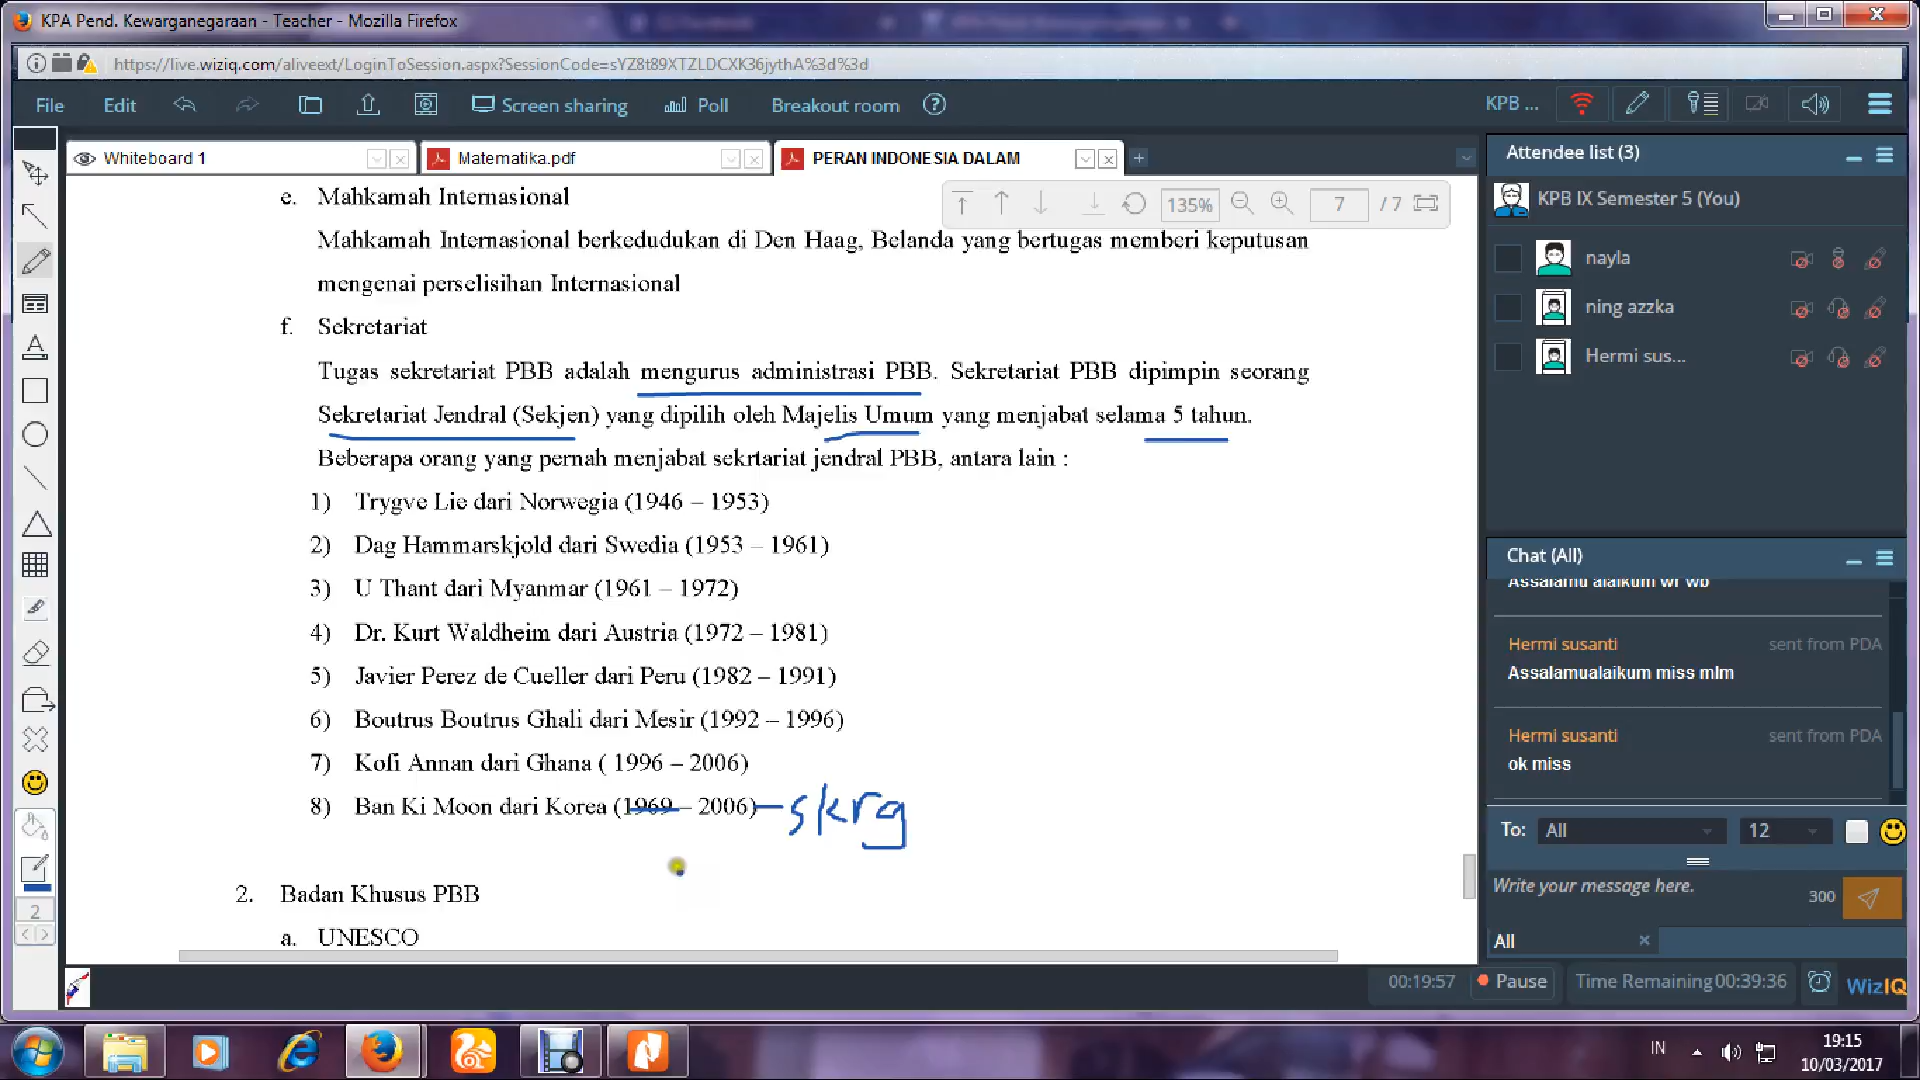 KPA Pend. Kewarganegaraan - Teacher - Mozilla Firefox
https://live.wiziq.com/aliveext/LoginToSession.aspx?SessionCode=sYZ8t89XTZLDCXK36jythA%3d%3d
File Edit Screen sharing Poll Breakout room ? KPB ...
Whiteboard 1 Matematika.pdf PERAN INDONESIA DALAM
135% 7 / 7
e. Mahkamah Internasional
Mahkamah Internasional berkedudukan di Den Haag, Belanda yang bertugas memberi keputusan
mengenai perselisihan Internasional
f. Sekretariat
Tugas sekretariat PBB adalah mengurus administrasi PBB. Sekretariat PBB dipimpin seorang
Sekretariat Jendral (Sekjen) yang dipilih oleh Majelis Umum yang menjabat selama 5 tahun.
Beberapa orang yang pernah menjabat sekrtariat jendral PBB, antara lain :
1) Trygve Lie dari Norwegia (1946 – 1953)
2) Dag Hammarskjold dari Swedia (1953 – 1961)
3) U Thant dari Myanmar (1961 – 1972)
4) Dr. Kurt Waldheim dari Austria (1972 – 1981)
5) Javier Perez de Cueller dari Peru (1982 – 1991)
6) Boutrus Boutrus Ghali dari Mesir (1992 – 1996)
7) Kofi Annan dari Ghana ( 1996 – 2006)
8) Ban Ki Moon dari Korea (1969 – 2006) – skrg
2. Badan Khusus PBB
a. UNESCO
2
Attendee list (3)
KPB IX Semester 5 (You)
nayla
ning azzka
Hermi sus...
Chat (All)
Assalamu alaikum wr wb
Hermi susanti sent from PDA
Assalamualaikum miss mlm
Hermi susanti sent from PDA
ok miss
To: All 12
Write your message here. 300
All
00:19:57 Pause Time Remaining 00:39:36 WizIQ
IN 19:15
10/03/2017